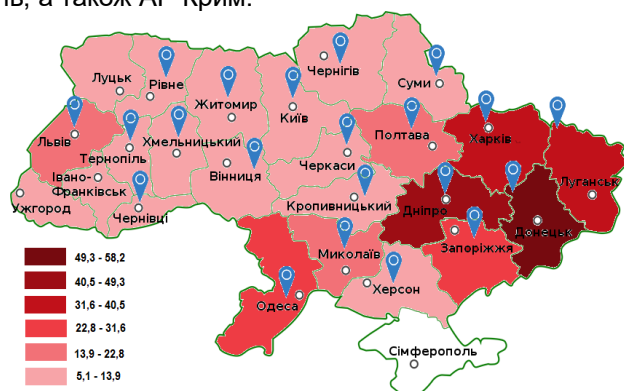 а також АР Крим.
Чернігів
Луцьк
Рівне
Суми
Житомир
Київ
Львів
Тернопіль
Хмельницький
Полтава
Харків
Івано-
Франківськ
Вінниця
Черкаси
Луганськ
Ужгород
Чернівці
Кропивницький
Дніпро
Донецьк
Запоріжжя
Миколаїв
Одеса
Херсон
Сімферополь
49,3 - 58,2
40,5 - 49,3
31,6 - 40,5
22,8 - 31,6
13,9 - 22,8
5,1 - 13,9